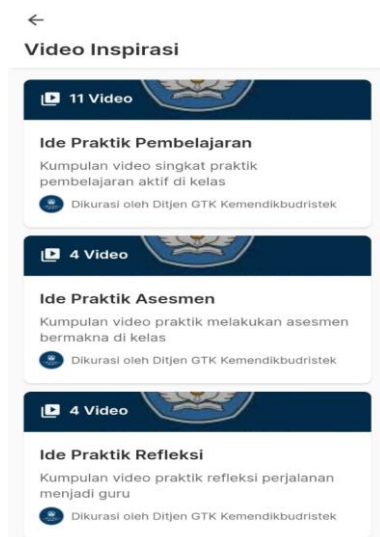 Video Inspirasi
11 Video
Ide Praktik Pembelajaran
Kumpulan video singkat praktik
pembelajaran aktif di kelas
Dikurasi oleh Ditjen GTK Kemendikbudristek
4 Video
Ide Praktik Asesmen
Kumpulan video praktik melakukan asesmen
bermakna di kelas
Dikurasi oleh Ditjen GTK Kemendikbudristek
4 Video
Ide Praktik Refleksi
Kumpulan video praktik refleksi perjalanan
menjadi guru
Dikurasi oleh Ditjen GTK Kemendikbudristek